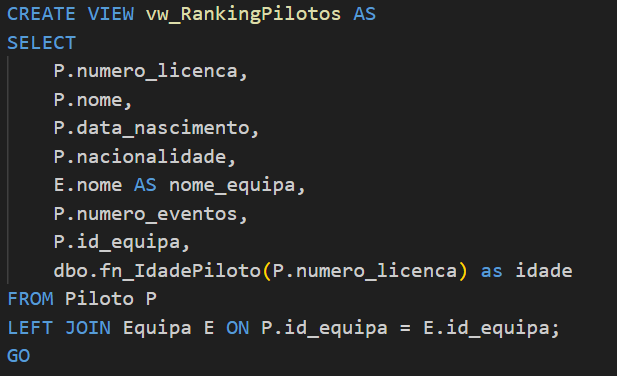 CREATE VIEW vw_RankingPilotos AS
SELECT
    P.numero_licenca,
    P.nome,
    P.data_nascimento,
    P.nacionalidade,
    E.nome AS nome_equipa,
    P.numero_eventos,
    P.id_equipa,
    dbo.fn_IdadePiloto(P.numero_licenca) as idade
FROM Piloto P
LEFT JOIN Equipa E ON P.id_equipa = E.id_equipa;
GO